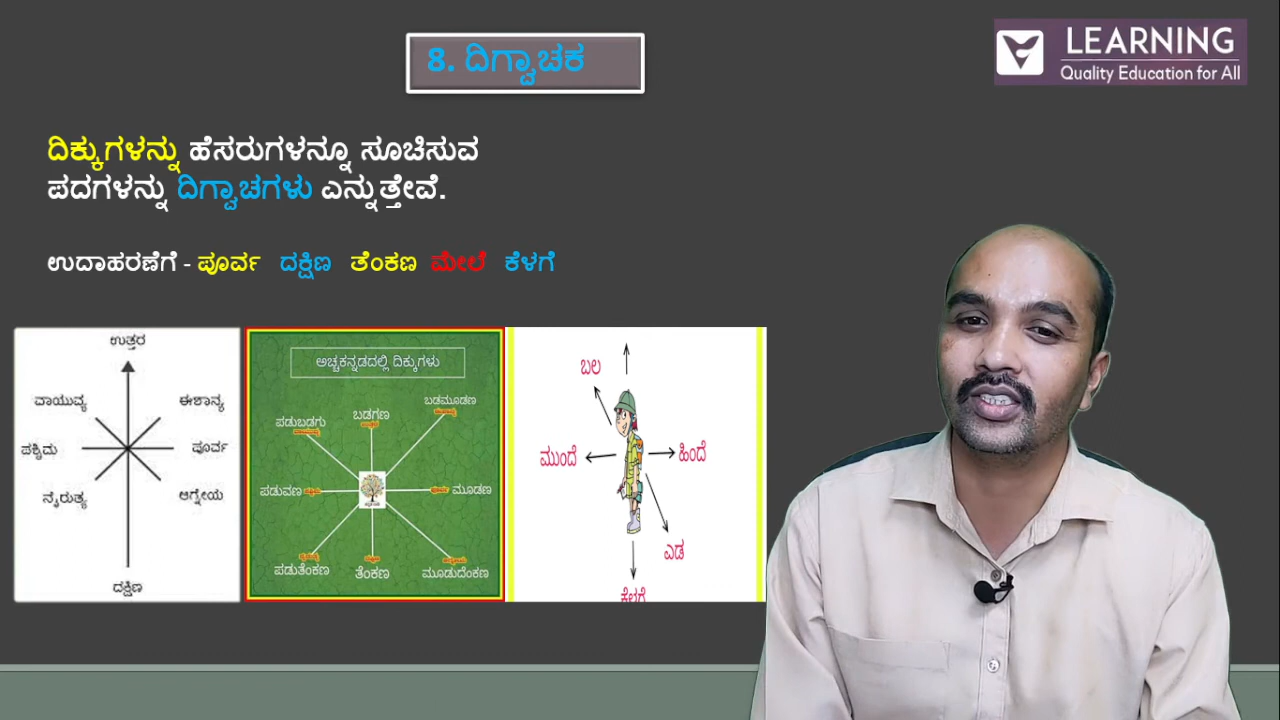 8. ದಿಗ್ವಾಚಕ
LEARNING
Quality Education for All
ದಿಕ್ಕುಗಳನ್ನು ಹೆಸರುಗಳನ್ನೂ ಸೂಚಿಸುವ
ಪದಗಳನ್ನು ದಿಗ್ವಾಚಗಳು ಎನ್ನುತ್ತೇವೆ.
ಉದಾಹರಣೆಗೆ - ಪೂರ್ವ ದಕ್ಷಿಣ ತೆಂಕಣ ಮೇಲೆ ಕೆಳಗೆ
ಉತ್ತರ
ವಾಯುವ್ಯ
ಈಶಾನ್ಯ
ಪಶ್ಚಿಮ
ಪೂರ್ವ
ನೈರುತ್ಯ
ಆಗ್ನೇಯ
ದಕ್ಷಿಣ
ಅಚ್ಚಕನ್ನಡದಲ್ಲಿ ದಿಕ್ಕುಗಳು
ಪಡುಬಡಗು
ಬಡಗಣ
ಬಡಮೂಡಣ
ಪಡುವಣ
ಮೂಡಣ
ಪಡುತೆಂಕಣ
ತೆಂಕಣ
ಮೂಡುದೆಂಕಣ
ಬಲ
ಮುಂದೆ
ಹಿಂದೆ
ಎಡ
ಕೆಳಗೆ